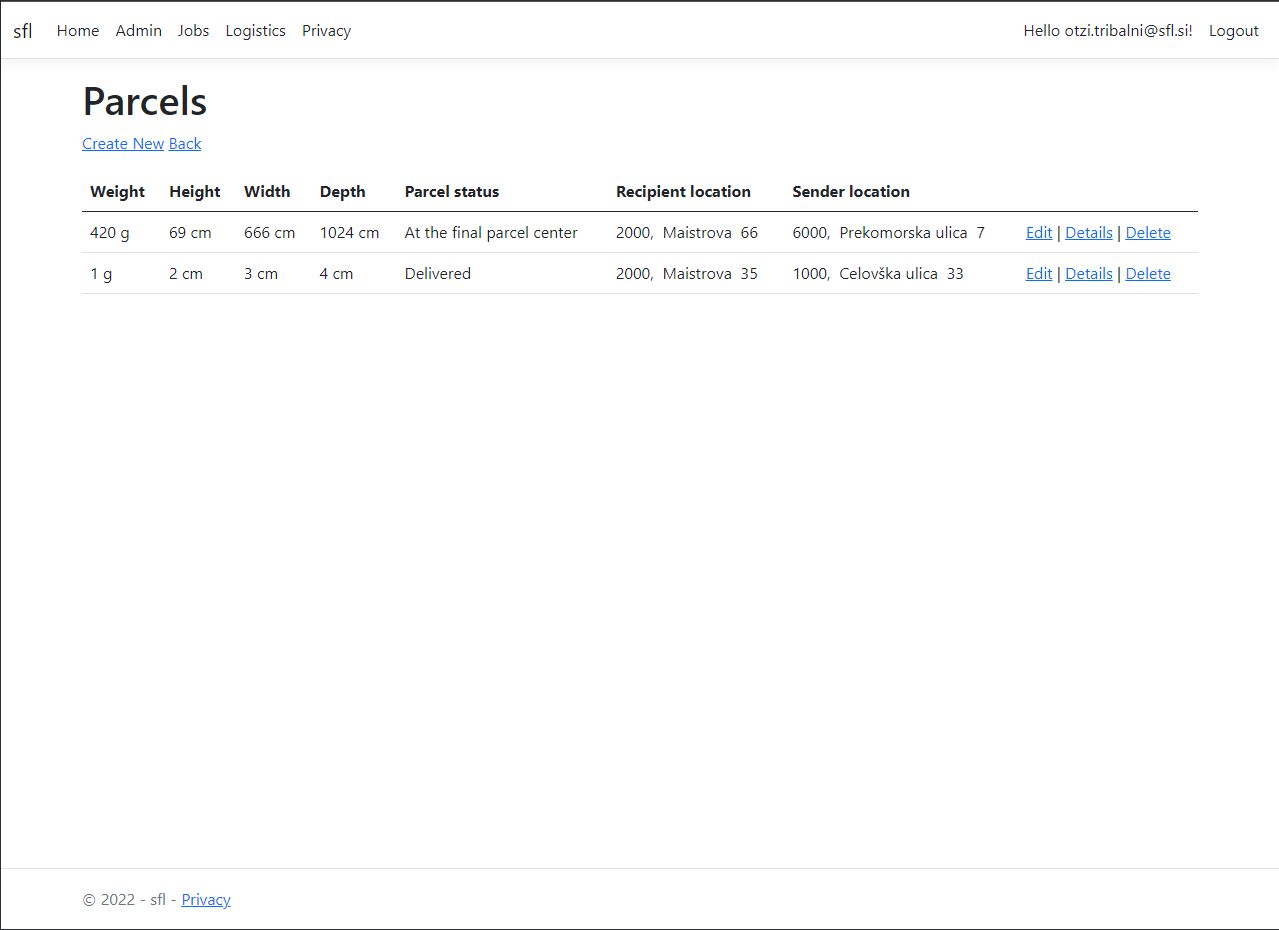 sfl Home Admin Jobs Logistics Privacy Hello otzi.tribalni@sfl.si! Logout
Parcels
Create New Back
Weight Height Width Depth Parcel status Recipient location Sender location
420 g 69 cm 666 cm 1024 cm At the final parcel center 2000, Maistrova 66 6000, Prekomorska ulica 7 Edit | Details | Delete
1 g 2 cm 3 cm 4 cm Delivered 2000, Maistrova 35 1000, Celovška ulica 33 Edit | Details | Delete
© 2022 - sfl - Privacy